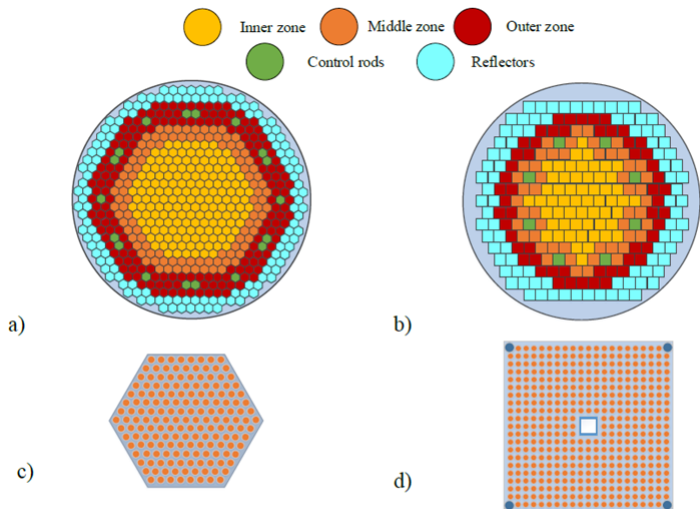 Inner zone Middle zone Outer zone
Control rods Reflectors
a) b)
c) d)